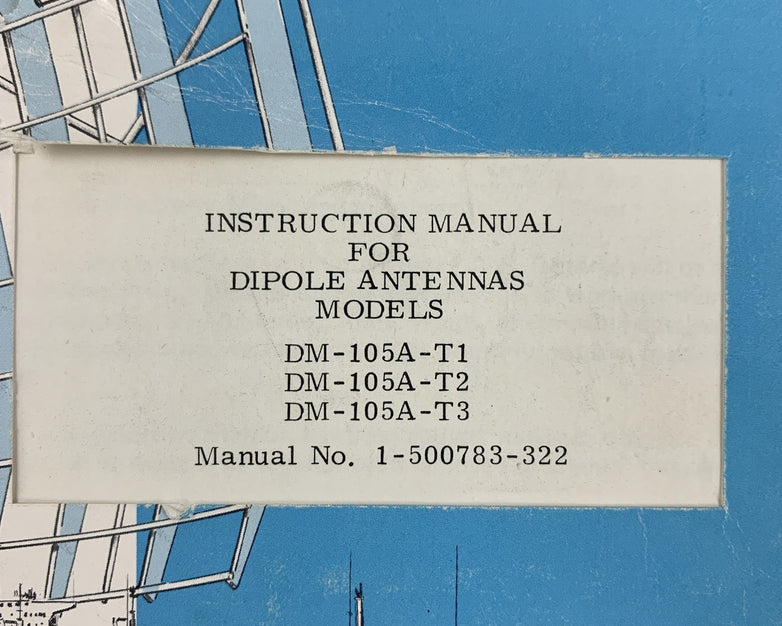 INSTRUCTION MANUAL
FOR
DIPOLE ANTENNAS
MODELS
DM-105A-T1
DM-105A-T2
DM-105A-T3
Manual No. 1-500783-322